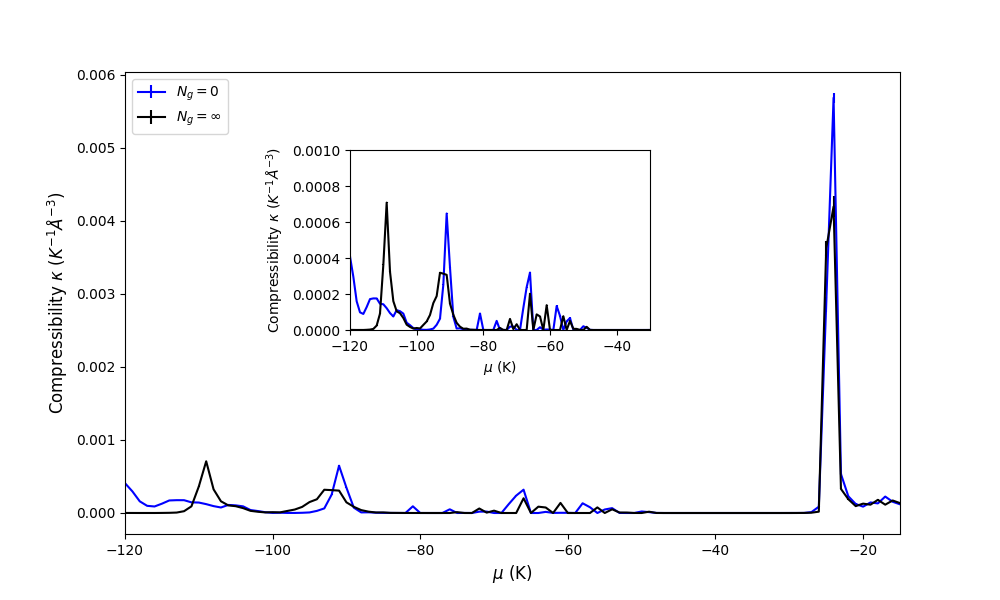 0.006
0.005
0.004
0.003
0.002
0.001
0.000
Compressibility κ (K⁻¹Å⁻³)
N_g = 0
N_g = ∞
0.0010
0.0008
0.0006
0.0004
0.0002
0.0000
Compressibility κ (K⁻¹Å⁻³)
−120 −100 −80 −60 −40
μ (K)
−120 −100 −80 −60 −40 −20
μ (K)